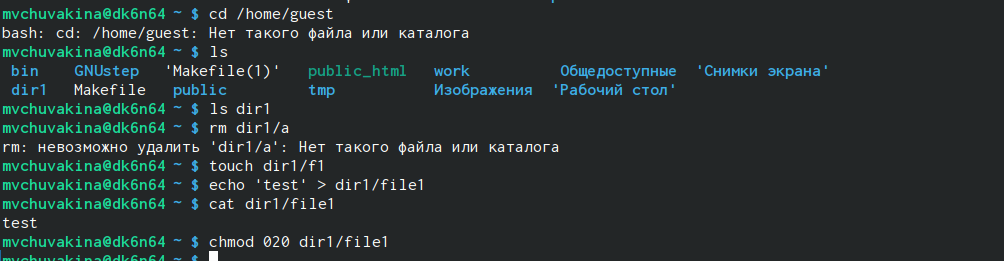 mvchuvakina@dk6n64 ~ $ cd /home/guest
bash: cd: /home/guest: Нет такого файла или каталога
mvchuvakina@dk6n64 ~ $ ls
bin GNUstep 'Makefile(1)' public_html work Общедоступные 'Снимки экрана'
dir1 Makefile public tmp Изображения 'Рабочий стол'
mvchuvakina@dk6n64 ~ $ ls dir1
mvchuvakina@dk6n64 ~ $ rm dir1/a
rm: невозможно удалить 'dir1/a': Нет такого файла или каталога
mvchuvakina@dk6n64 ~ $ touch dir1/f1
mvchuvakina@dk6n64 ~ $ echo 'test' > dir1/file1
mvchuvakina@dk6n64 ~ $ cat dir1/file1
test
mvchuvakina@dk6n64 ~ $ chmod 020 dir1/file1
mvchuvakina@dk6n64 ~ $